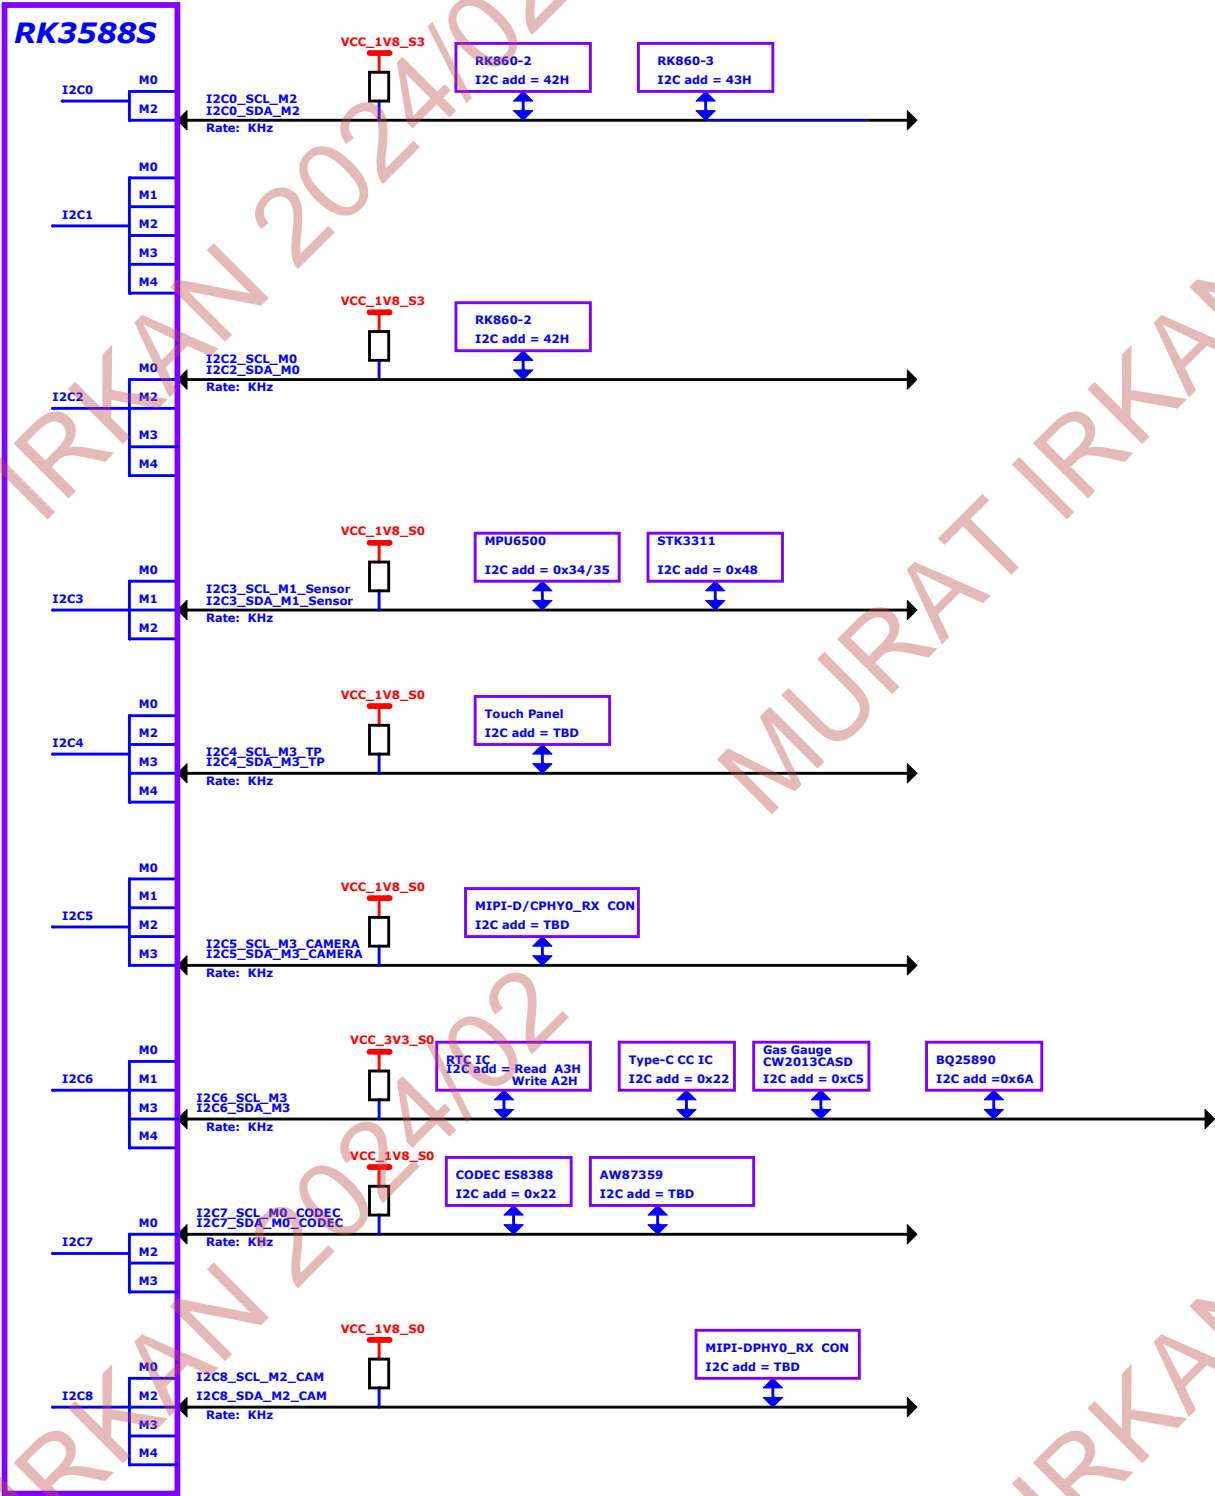 RK3588S
VCC_1V8_S3
RK860-2
I2C add = 42H
RK860-3
I2C add = 43H
I2C0
M0
M2
I2C0_SCL_M2
I2C0_SDA_M2
Rate: KHz
I2C1
M0
M1
M2
M3
M4
VCC_1V8_S3
RK860-2
I2C add = 42H
I2C2_SCL_M0
I2C2_SDA_M0
Rate: KHz
I2C2
M0
M2
M3
M4
VCC_1V8_S0
MPU6500
I2C add = 0x34/35
STK3311
I2C add = 0x48
I2C3
M0
M1
M2
I2C3_SCL_M1_Sensor
I2C3_SDA_M1_Sensor
Rate: KHz
VCC_1V8_S0
Touch Panel
I2C add = TBD
I2C4
M0
M2
M3
M4
I2C4_SCL_M3_TP
I2C4_SDA_M3_TP
Rate: KHz
VCC_1V8_S0
MIPI-D/CPHY0_RX CON
I2C add = TBD
I2C5
M0
M1
M2
M3
I2C5_SCL_M3_CAMERA
I2C5_SDA_M3_CAMERA
Rate: KHz
VCC_3V3_S0
RTC IC
I2C add = Read A3H
Write A2H
Type-C CC IC
I2C add = 0x22
Gas Gauge
CW2013CASD
I2C add = 0xC5
BQ25890
I2C add =0x6A
I2C6
M0
M1
M3
M4
I2C6_SCL_M3
I2C6_SDA_M3
Rate: KHz
VCC_1V8_S0
CODEC ES8388
I2C add = 0x22
AW87359
I2C add = TBD
I2C7
M0
M2
M3
I2C7_SCL_M0_CODEC
I2C7_SDA_M0_CODEC
Rate: KHz
VCC_1V8_S0
MIPI-DPHY0_RX CON
I2C add = TBD
I2C8
M0
M2
M3
M4
I2C8_SCL_M2_CAM
I2C8_SDA_M2_CAM
Rate: KHz
IRKAN 2024/02
MURAT IRKAN
IRKAN 2024/02
IRKAN